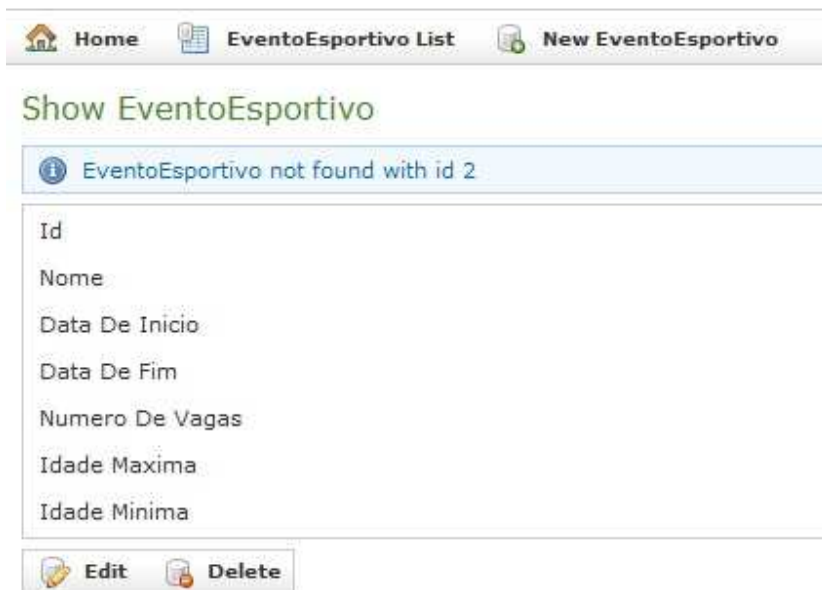 Home EventoEsportivo List New EventoEsportivo
Show EventoEsportivo
EventoEsportivo not found with id 2
Id
Nome
Data De Inicio
Data De Fim
Numero De Vagas
Idade Maxima
Idade Minima
Edit Delete